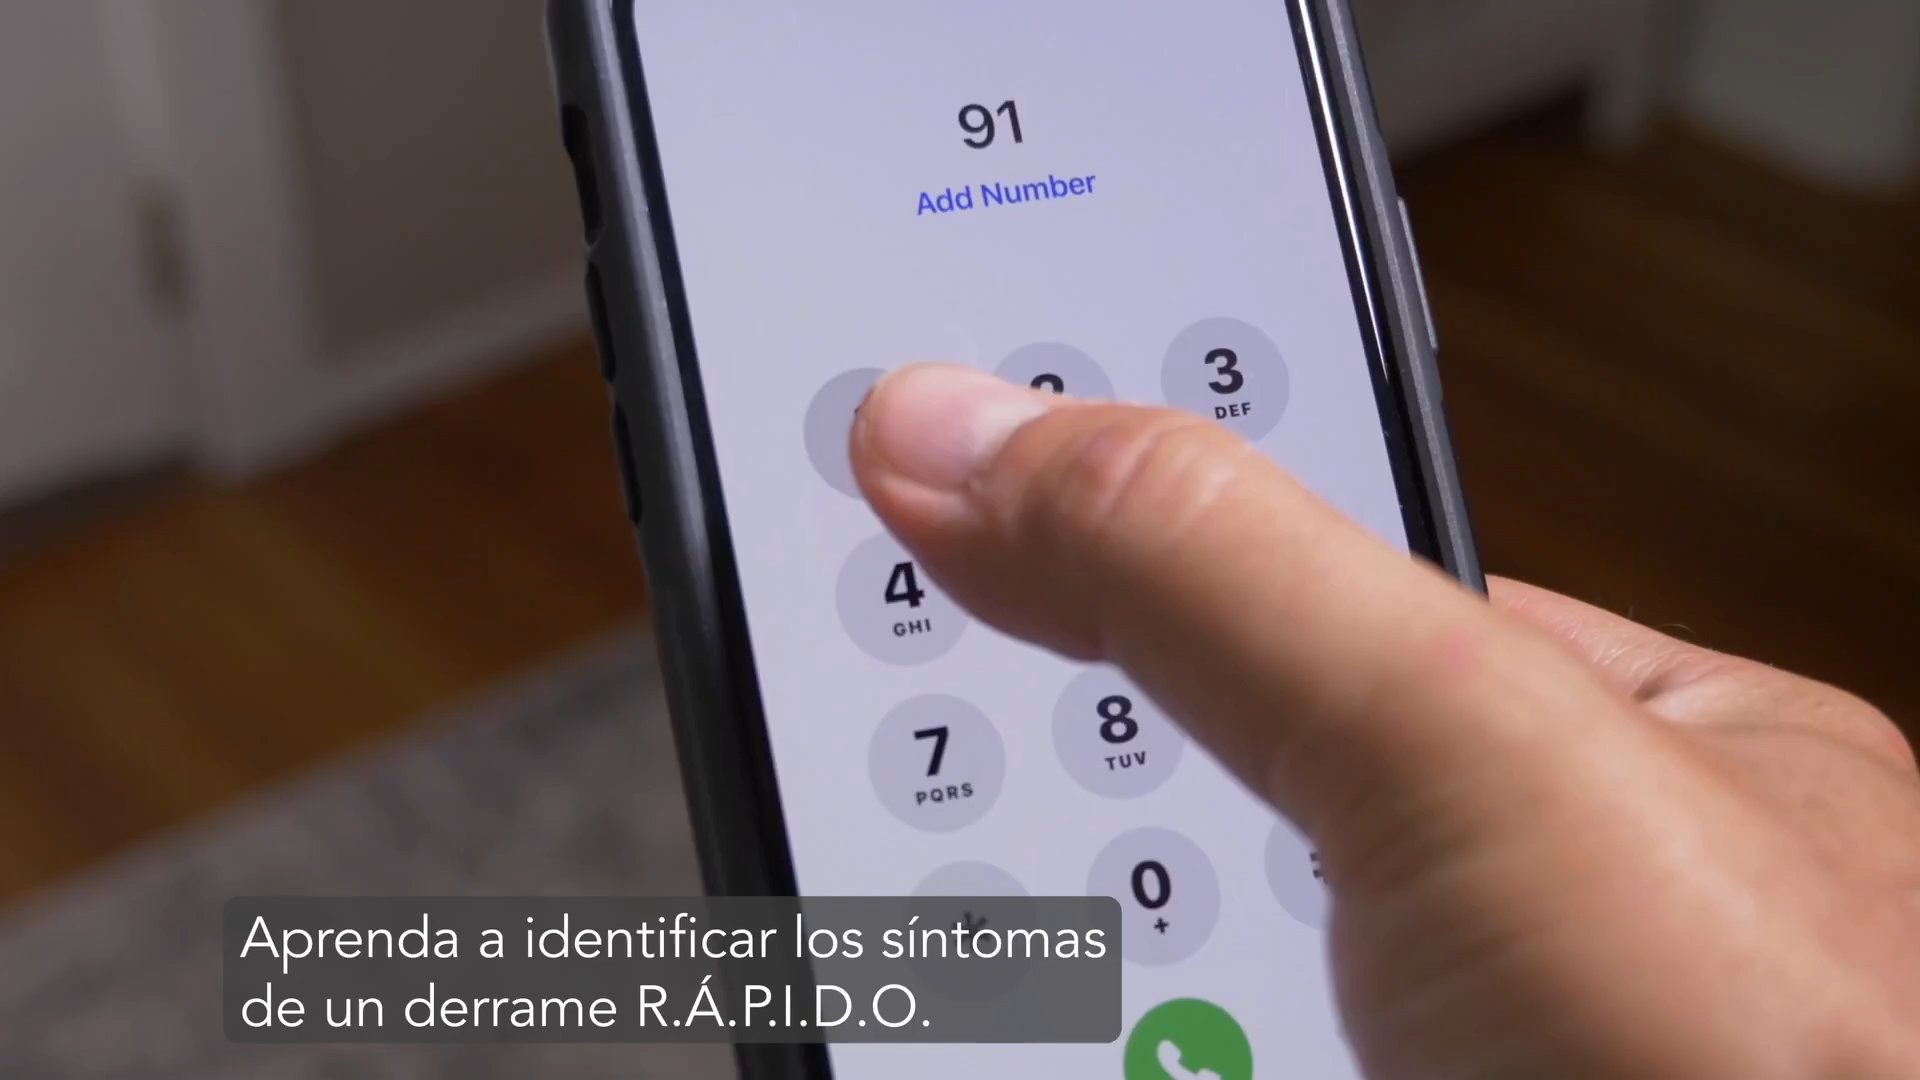 91
Add Number
3
DEF
4
GHI
7
PQRS
8
TUV
0
+
Aprenda a identificar los síntomas
de un derrame R.Á.P.I.D.O.